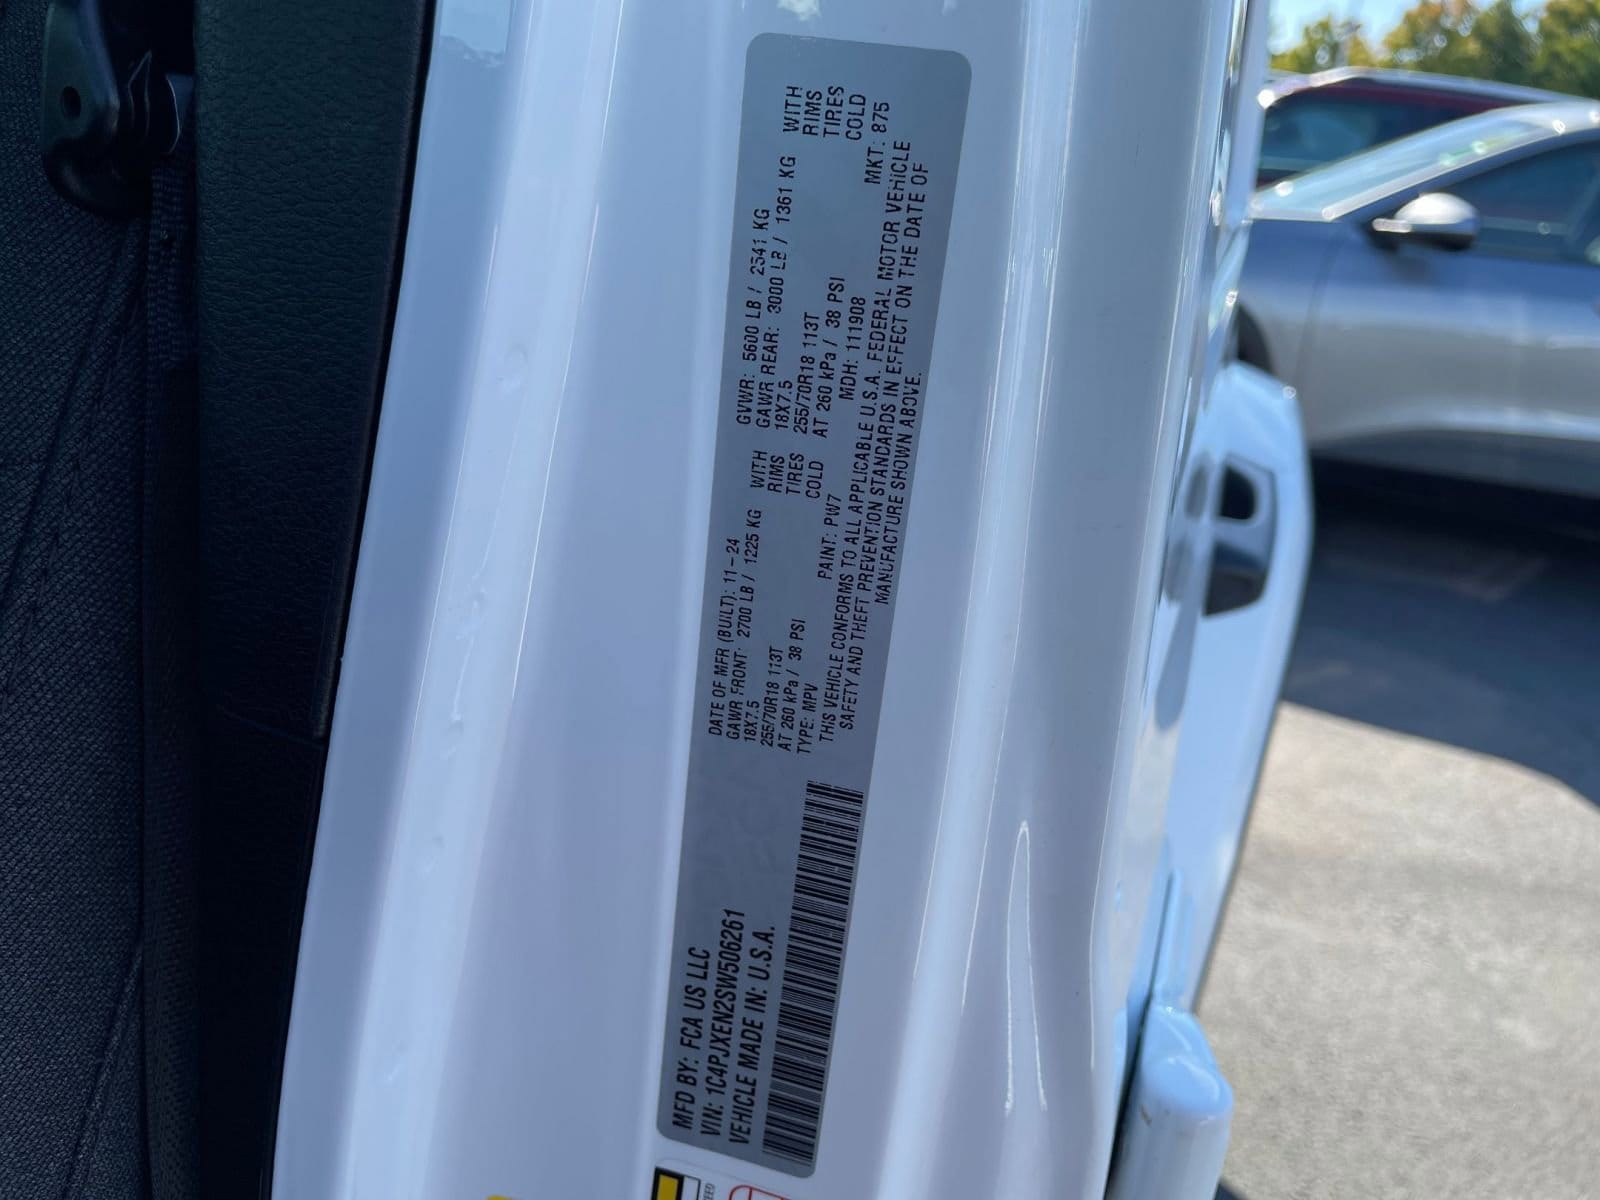 MFD BY: FCA US LLC
VIN: 1C4PJXEN2SW506261
VEHICLE MADE IN: U.S.A.
DATE OF MFR (BUILT): 11-24
GAWR FRONT: 2700 LB / 1225 KG WITH
18X7.5 RIMS
255/70R18 113T TIRES
AT 260 kPa / 38 PSI COLD
TYPE: MPV PAINT: PW7
GVWR: 5600 LB / 2541 KG
GAWR REAR: 3000 LB / 1361 KG WITH
18X7.5 RIMS
255/70R18 113T TIRES
AT 260 kPa / 38 PSI COLD
MDH: 111908 MKT: 875
THIS VEHICLE CONFORMS TO ALL APPLICABLE U.S.A. FEDERAL MOTOR VEHICLE
SAFETY AND THEFT PREVENTION STANDARDS IN EFFECT ON THE DATE OF
MANUFACTURE SHOWN ABOVE.